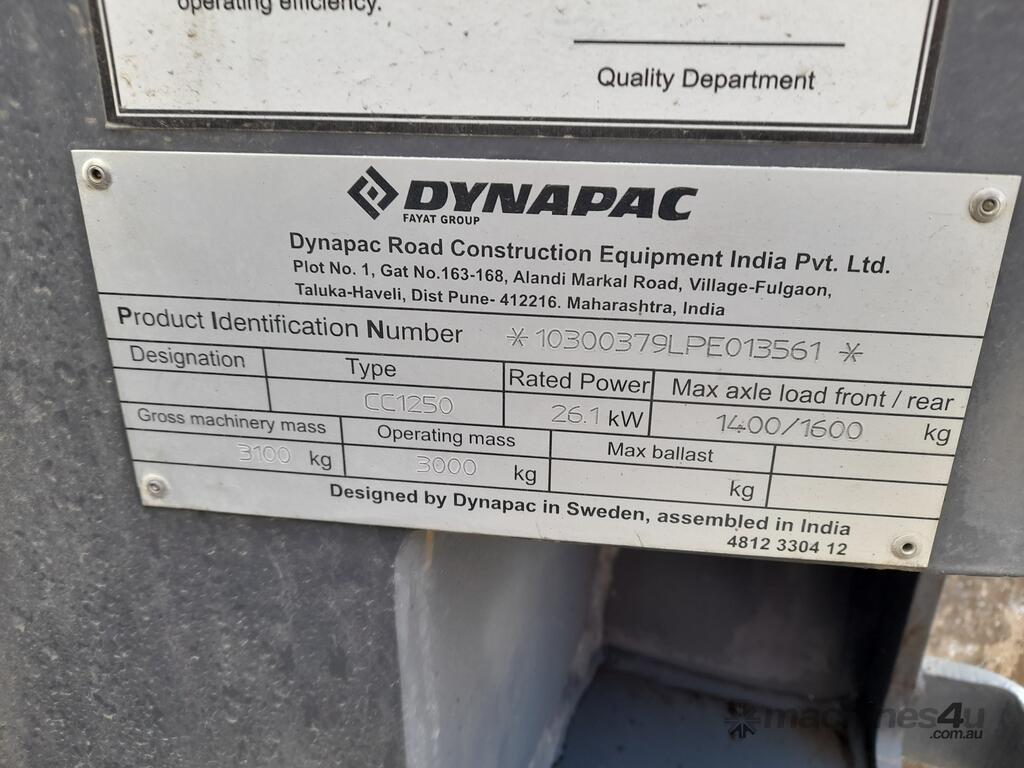 operating efficiency.
Quality Department
DYNAPAC
FAYAT GROUP
Dynapac Road Construction Equipment India Pvt. Ltd.
Plot No. 1, Gat No.163-168, Alandi Markal Road, Village-Fulgaon,
Taluka-Haveli, Dist Pune- 412216. Maharashtra, India
Product Identification Number * 10300379LPE013561 *
Designation Type Rated Power Max axle load front / rear
CC1250 26.1 kW 1400/1600 kg
Gross machinery mass Operating mass Max ballast
3100 kg 3000 kg kg
Designed by Dynapac in Sweden, assembled in India
4812 3304 12
machines4u
.com.au